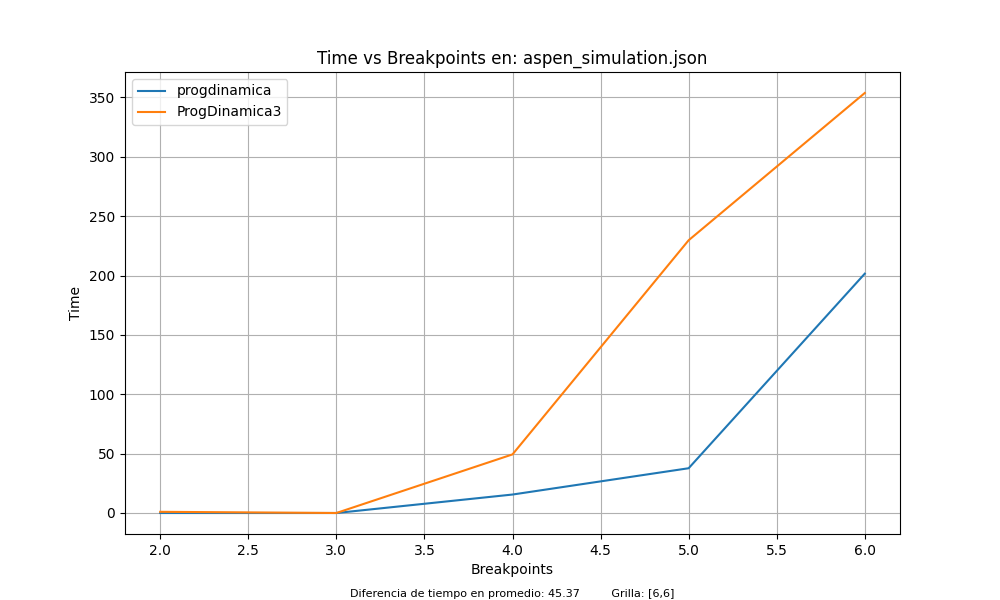 Time vs Breakpoints en: aspen_simulation.json
progdinamica
ProgDinamica3
350
300
250
200
150
100
50
0
Time
2.0 2.5 3.0 3.5 4.0 4.5 5.0 5.5 6.0
Breakpoints
Diferencia de tiempo en promedio: 45.37 Grilla: [6,6]